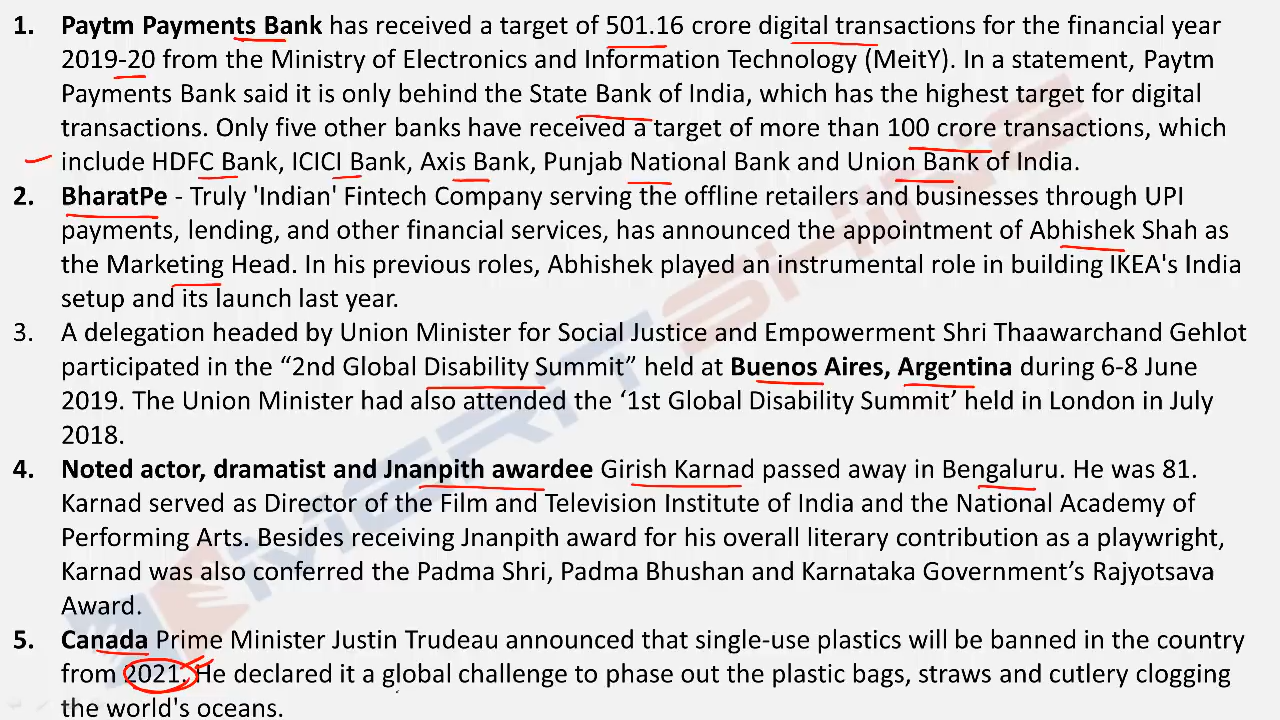 1. Paytm Payments Bank has received a target of 501.16 crore digital transactions for the financial year
2019-20 from the Ministry of Electronics and Information Technology (MeitY). In a statement, Paytm
Payments Bank said it is only behind the State Bank of India, which has the highest target for digital
transactions. Only five other banks have received a target of more than 100 crore transactions, which
include HDFC Bank, ICICI Bank, Axis Bank, Punjab National Bank and Union Bank of India.
2. BharatPe - Truly 'Indian' Fintech Company serving the offline retailers and businesses through UPI
payments, lending, and other financial services, has announced the appointment of Abhishek Shah as
the Marketing Head. In his previous roles, Abhishek played an instrumental role in building IKEA's India
setup and its launch last year.
3. A delegation headed by Union Minister for Social Justice and Empowerment Shri Thaawarchand Gehlot
participated in the “2nd Global Disability Summit” held at Buenos Aires, Argentina during 6-8 June
2019. The Union Minister had also attended the ‘1st Global Disability Summit’ held in London in July
2018.
4. Noted actor, dramatist and Jnanpith awardee Girish Karnad passed away in Bengaluru. He was 81.
Karnad served as Director of the Film and Television Institute of India and the National Academy of
Performing Arts. Besides receiving Jnanpith award for his overall literary contribution as a playwright,
Karnad was also conferred the Padma Shri, Padma Bhushan and Karnataka Government’s Rajyotsava
Award.
5. Canada Prime Minister Justin Trudeau announced that single-use plastics will be banned in the country
from 2021. He declared it a global challenge to phase out the plastic bags, straws and cutlery clogging
the world's oceans.
MERITSHINE